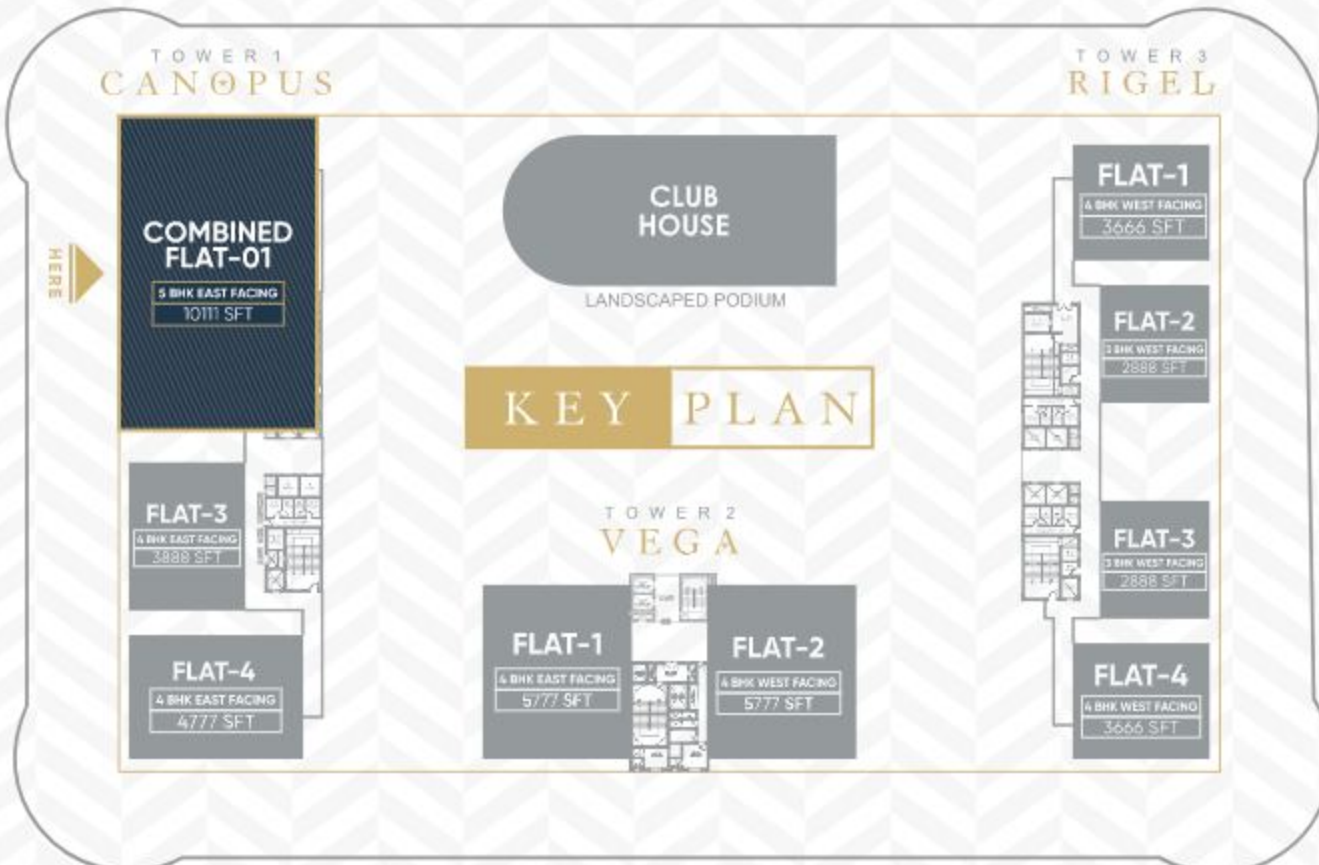 TOWER 1
CANOPUS
TOWER 3
RIGEL
HERE
COMBINED
FLAT-01
5 BHK EAST FACING
10111 SFT
CLUB
HOUSE
LANDSCAPED PODIUM
FLAT-1
4 BHK WEST FACING
3666 SFT
FLAT-2
3 BHK WEST FACING
2888 SFT
KEY PLAN
FLAT-3
4 BHK EAST FACING
3888 SFT
FLAT-4
4 BHK EAST FACING
4777 SFT
TOWER 2
VEGA
FLAT-1
4 BHK EAST FACING
5777 SFT
FLAT-2
4 BHK WEST FACING
5777 SFT
FLAT-3
3 BHK WEST FACING
2888 SFT
FLAT-4
4 BHK WEST FACING
3666 SFT